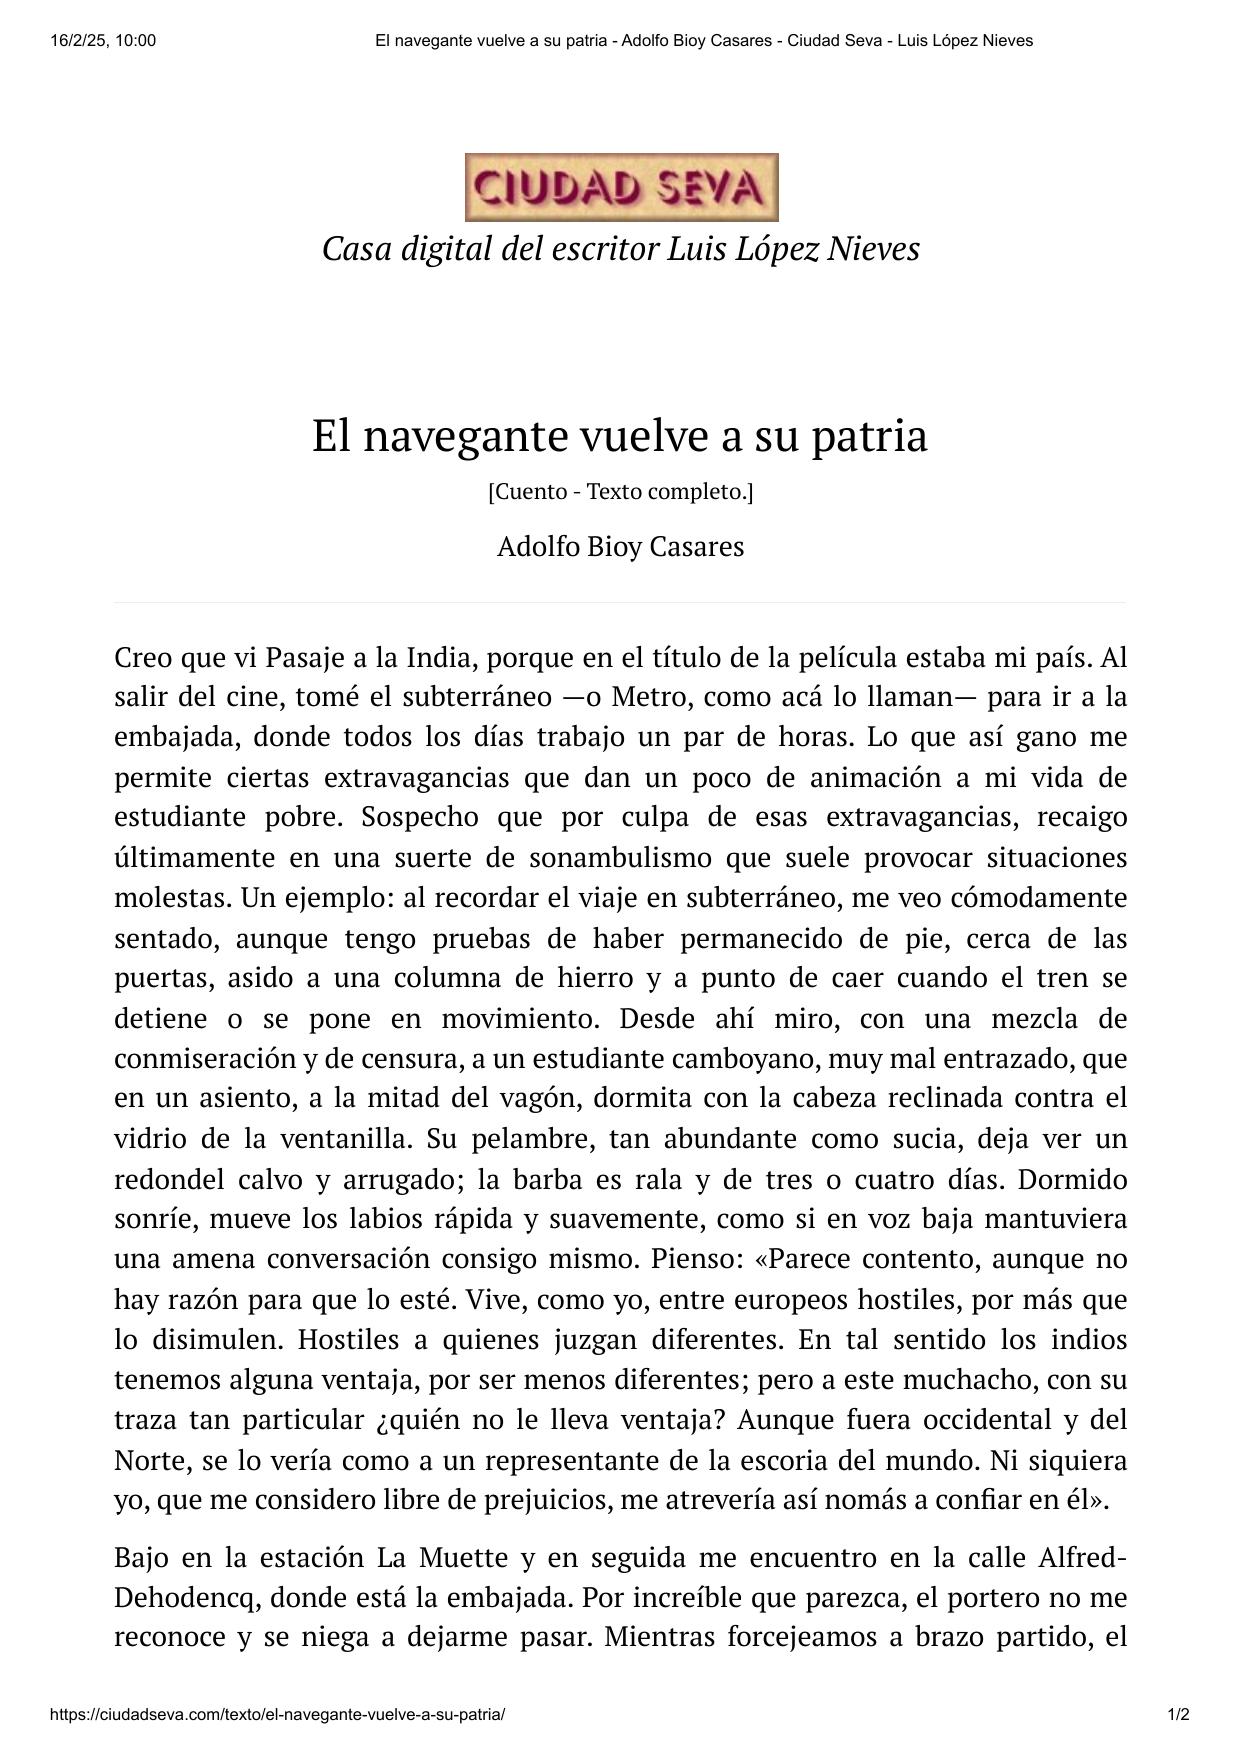 16/2/25, 10:00
El navegante vuelve a su patria - Adolfo Bioy Casares - Ciudad Seva - Luis López Nieves
CIUDAD SEVA
Casa digital del escritor Luis López Nieves
El navegante vuelve a su patria
[Cuento - Texto completo.]
Adolfo Bioy Casares
Creo que vi Pasaje a la India, porque en el título de la película estaba mi país. Al
salir del cine, tomé el subterráneo —o Metro, como acá lo llaman— para ir a la
embajada, donde todos los días trabajo un par de horas. Lo que así gano me
permite ciertas extravagancias que dan un poco de animación a mi vida de
estudiante pobre. Sospecho que por culpa de esas extravagancias, recaigo
últimamente en una suerte de sonambulismo que suele provocar situaciones
molestas. Un ejemplo: al recordar el viaje en subterráneo, me veo cómodamente
sentado, aunque tengo pruebas de haber permanecido de pie, cerca de las
puertas, asido a una columna de hierro y a punto de caer cuando el tren se
detiene o se pone en movimiento. Desde ahí miro, con una mezcla de
conmiseración y de censura, a un estudiante camboyano, muy mal entrazado, que
en un asiento, a la mitad del vagón, dormita con la cabeza reclinada contra el
vidrio de la ventanilla. Su pelambre, tan abundante como sucia, deja ver un
redondel calvo y arrugado; la barba es rala y de tres o cuatro días. Dormido
sonríe, mueve los labios rápida y suavemente, como si en voz baja mantuviera
una amena conversación consigo mismo. Pienso: «Parece contento, aunque no
hay razón para que lo esté. Vive, como yo, entre europeos hostiles, por más que
lo disimulen. Hostiles a quienes juzgan diferentes. En tal sentido los indios
tenemos alguna ventaja, por ser menos diferentes; pero a este muchacho, con su
traza tan particular ¿quién no le lleva ventaja? Aunque fuera occidental y del
Norte, se lo vería como a un representante de la escoria del mundo. Ni siquiera
yo, que me considero libre de prejuicios, me atrevería así nomás a confiar en él».
Bajo en la estación La Muette y en seguida me encuentro en la calle Alfred-
Dehodencq, donde está la embajada. Por increíble que parezca, el portero no me
reconoce y se niega a dejarme pasar. Mientras forcejeamos a brazo partido, el
https://ciudadseva.com/texto/el-navegante-vuelve-a-su-patria/
1/2